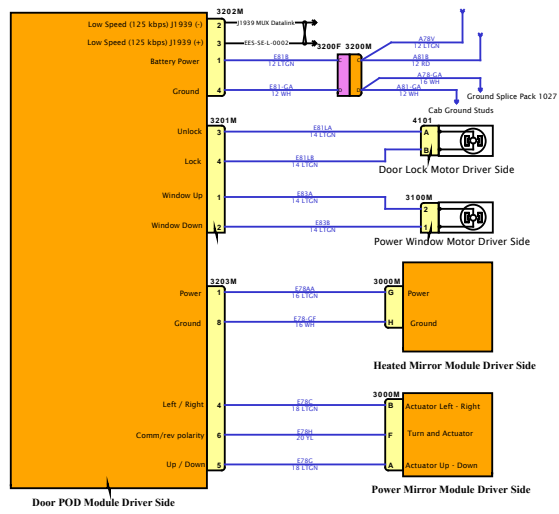 3202M
Low Speed (125 kbps) J1939 (-) 2 J1939 MUX Datalink
Low Speed (125 kbps) J1939 (+) 3 EES-SE-L-0002
3200F 3200M
A78V
12 LTGN
Battery Power 1 E81B
12 LTGN
C C
A81B
12 RD
A78-GA
16 WH
Ground 4 E81-GA
12 WH
D D
A81-GA
12 WH
Ground Splice Pack 1027
Cab Ground Studs
3201M
4101
Unlock 3 E81LA A
14 LTGN
Lock 4 E81LB B
14 LTGN
Door Lock Motor Driver Side
3100M
Window Up 1 E83A 2
14 LTGN
Window Down 2 E83B 1
14 LTGN
Power Window Motor Driver Side
3203M
3000M
Power 1 E78AA G Power
16 LTGN
Ground 8 E78-GF H Ground
16 WH
Heated Mirror Module Driver Side
3000M
Left / Right 4 E78C B Actuator Left - Right
18 LTGN
Comm/rev polarity 6 E78H F Turn and Actuator
20 YL
Up / Down 5 E78G A Actuator Up - Down
18 LTGN
Power Mirror Module Driver Side
Door POD Module Driver Side